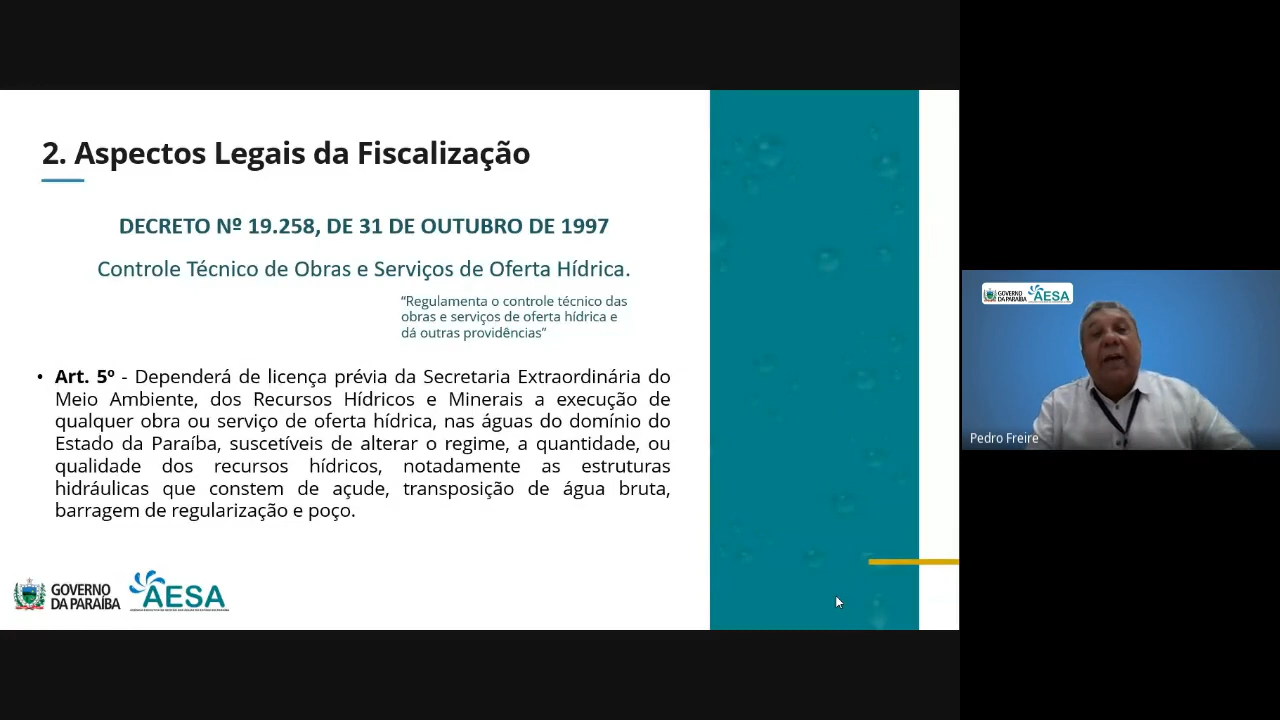 2. Aspectos Legais da Fiscalização
DECRETO Nº 19.258, DE 31 DE OUTUBRO DE 1997
Controle Técnico de Obras e Serviços de Oferta Hídrica.
“Regulamenta o controle técnico das
obras e serviços de oferta hídrica e
dá outras providências”
• Art. 5º - Dependerá de licença prévia da Secretaria Extraordinária do
Meio Ambiente, dos Recursos Hídricos e Minerais a execução de
qualquer obra ou serviço de oferta hídrica, nas águas do domínio do
Estado da Paraíba, suscetíveis de alterar o regime, a quantidade, ou
qualidade dos recursos hídricos, notadamente as estruturas
hidráulicas que constem de açude, transposição de água bruta,
barragem de regularização e poço.
GOVERNO
DA PARAÍBA
AESA
GOVERNO
DA PARAÍBA
AESA
Pedro Freire